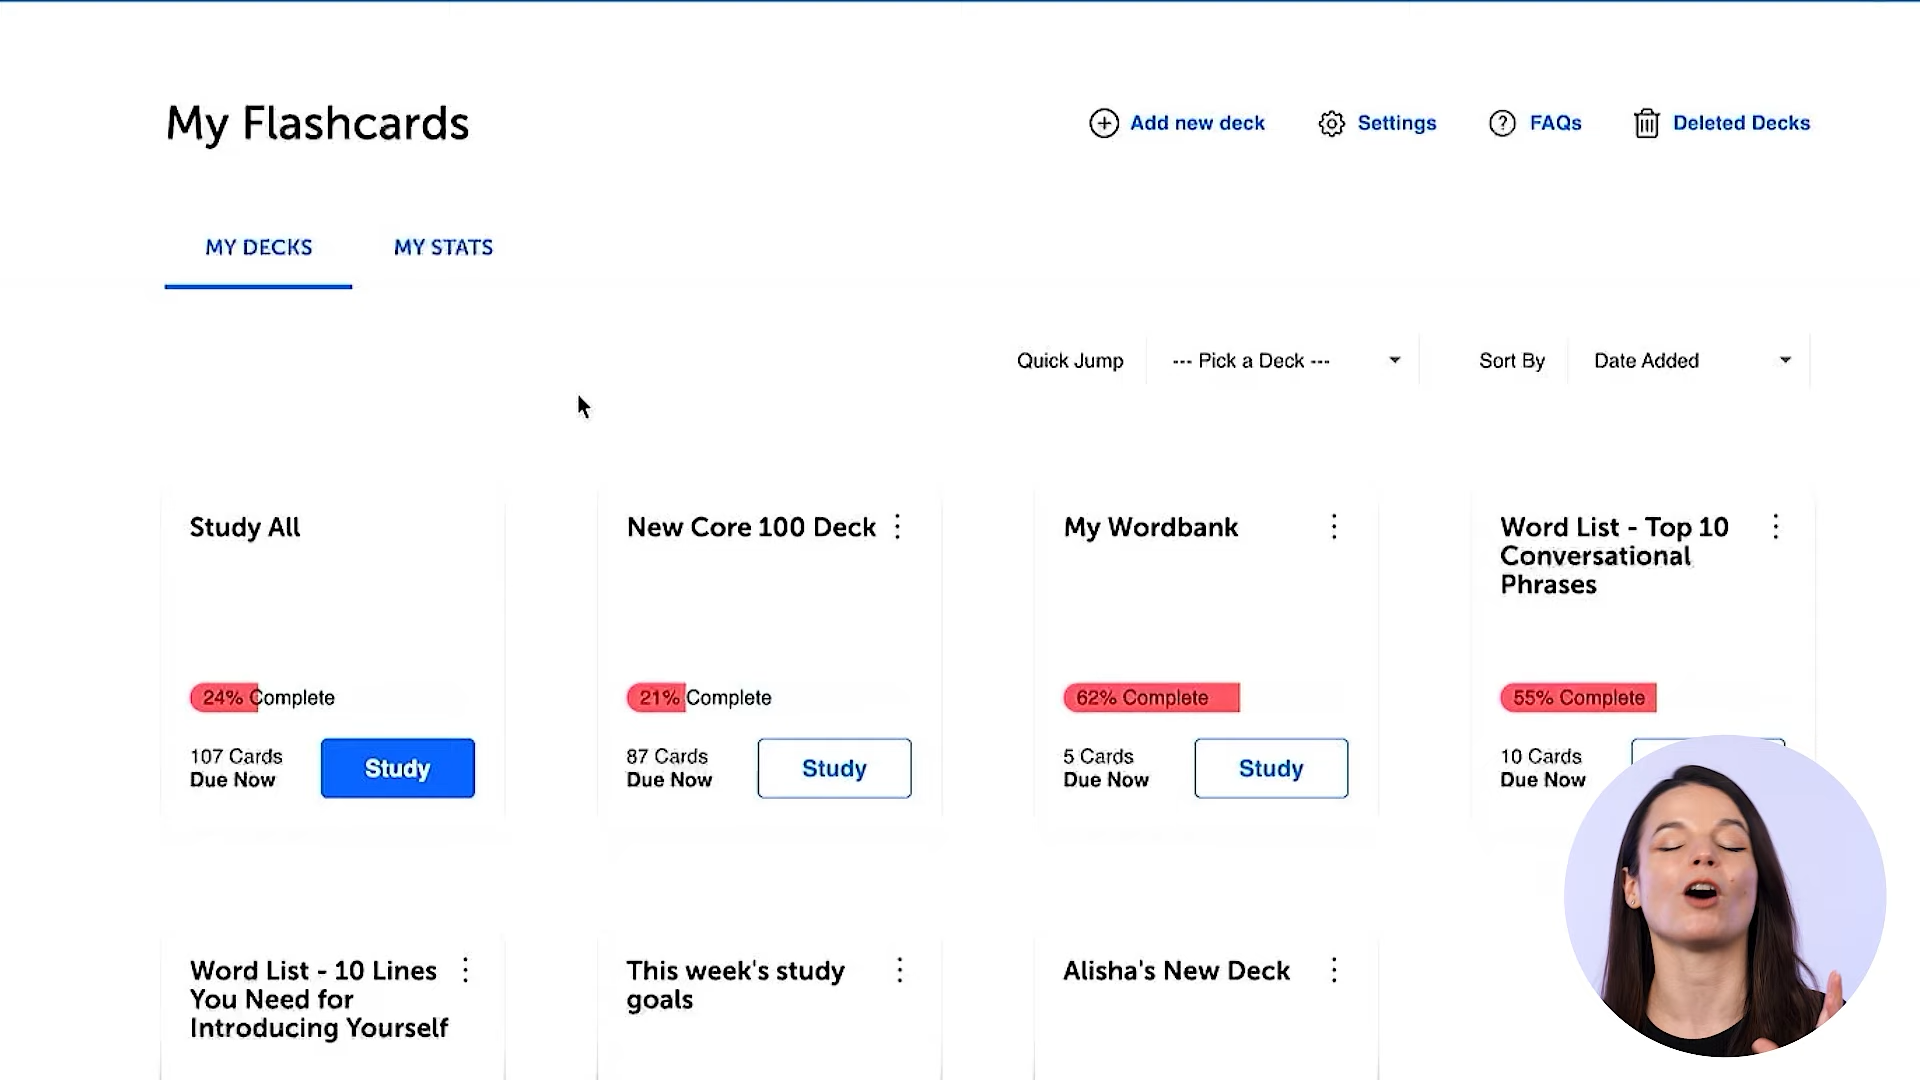 My Flashcards
Add new deck
Settings
FAQs
Deleted Decks
MY DECKS
MY STATS
Quick Jump
--- Pick a Deck ---
Sort By
Date Added
Study All
24% Complete
107 Cards
Due Now
Study
New Core 100 Deck
21% Complete
87 Cards
Due Now
Study
My Wordbank
62% Complete
5 Cards
Due Now
Study
Word List - Top 10
Conversational
Phrases
55% Complete
10 Cards
Due Now
Word List - 10 Lines
You Need for
Introducing Yourself
This week's study
goals
Alisha's New Deck